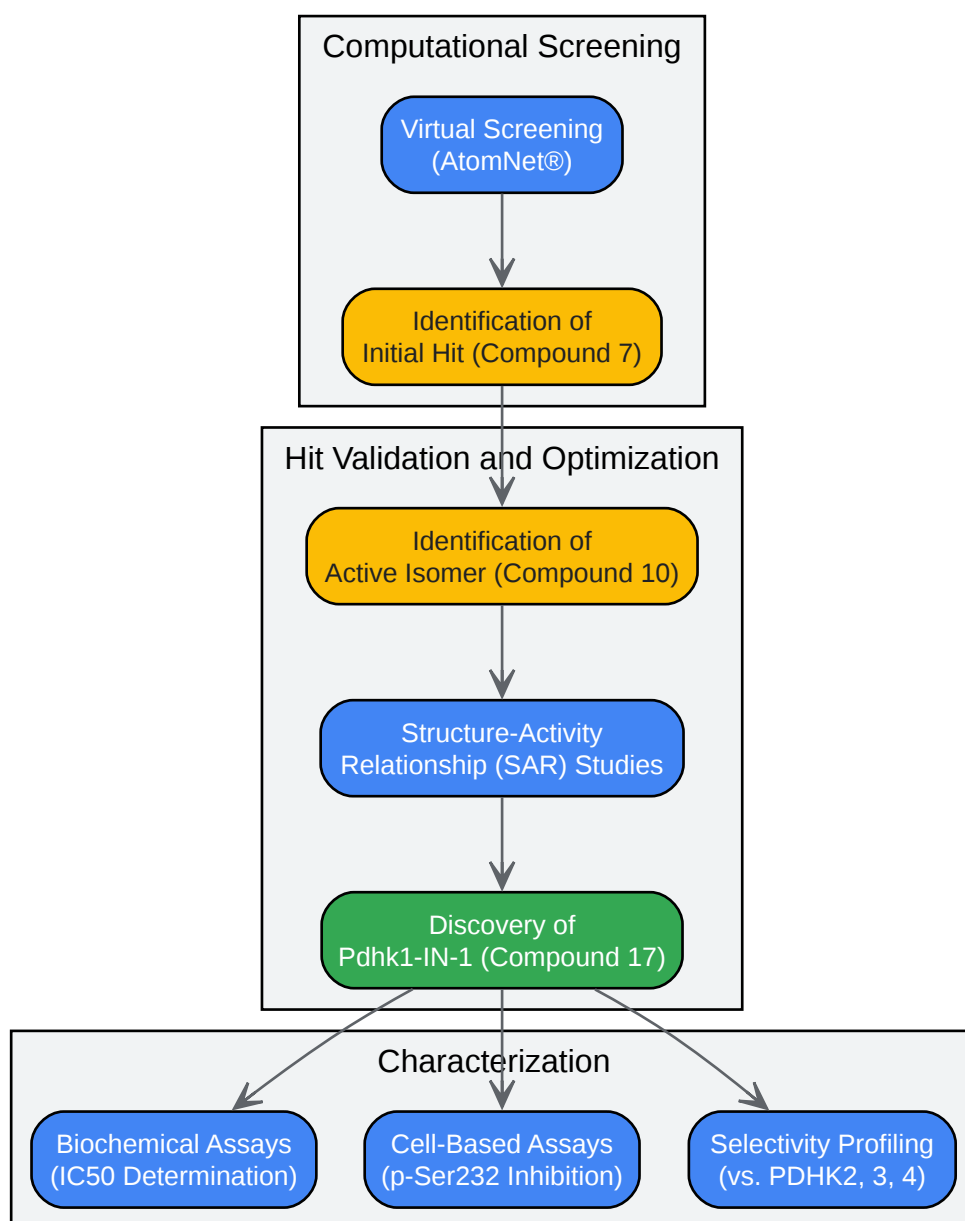 Computational Screening
Virtual Screening
(AtomNet®)
Identification of
Initial Hit (Compound 7)
Hit Validation and Optimization
Identification of
Active Isomer (Compound 10)
Structure-Activity
Relationship (SAR) Studies
Discovery of
Pdhk1-IN-1 (Compound 17)
Characterization
Biochemical Assays
(IC50 Determination)
Cell-Based Assays
(p-Ser232 Inhibition)
Selectivity Profiling
(vs. PDHK2, 3, 4)